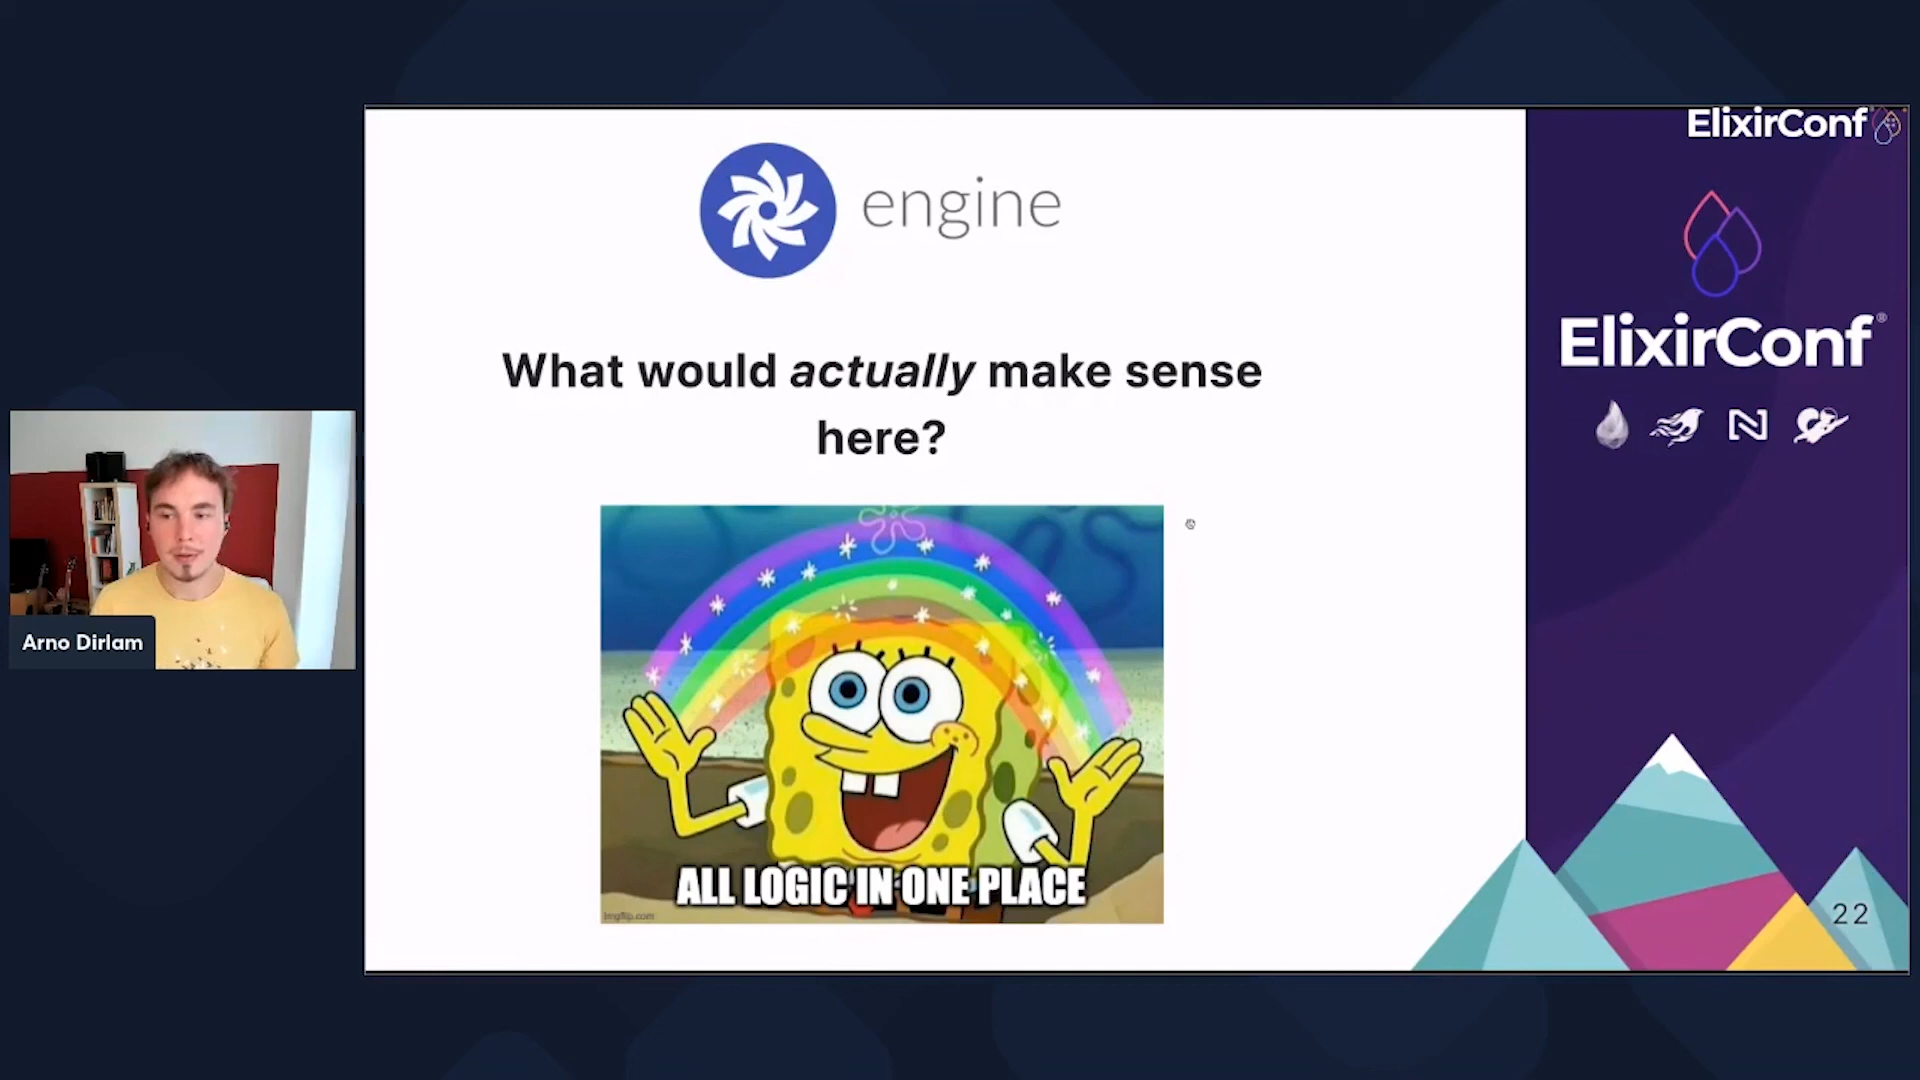 ElixirConf
engine
What would actually make sense
here?
ElixirConf®
Arno Dirlam
ALL LOGIC IN ONE PLACE
imgflip.com
22